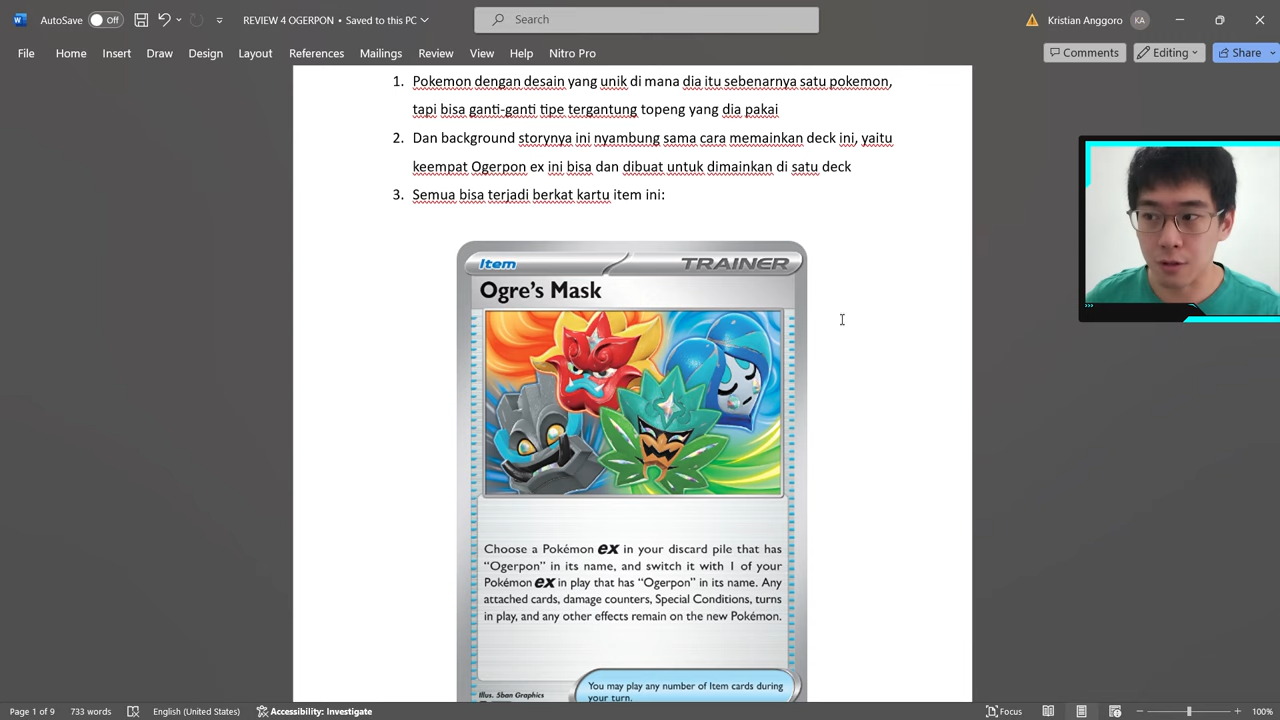 AutoSave Off REVIEW 4 OGERPON • Saved to this PC Search Kristian Anggoro KA
File Home Insert Draw Design Layout References Mailings Review View Help Nitro Pro Comments Editing Share
1. Pokemon dengan desain yang unik di mana dia itu sebenarnya satu pokemon,
tapi bisa ganti-ganti tipe tergantung topeng yang dia pakai
2. Dan background storynya ini nyambung sama cara memainkan deck ini, yaitu
keempat Ogerpon ex ini bisa dan dibuat untuk dimainkan di satu deck
3. Semua bisa terjadi berkat kartu item ini:
Item TRAINER
Ogre's Mask
Choose a Pokémon ex in your discard pile that has
“Ogerpon” in its name, and switch it with 1 of your
Pokémon ex in play that has “Ogerpon” in its name. Any
attached cards, damage counters, Special Conditions, turns
in play, and any other effects remain on the new Pokémon.
You may play any number of Item cards during
your turn.
Illus. 5ban Graphics
Page 1 of 9 733 words English (United States) Accessibility: Investigate Focus 100%